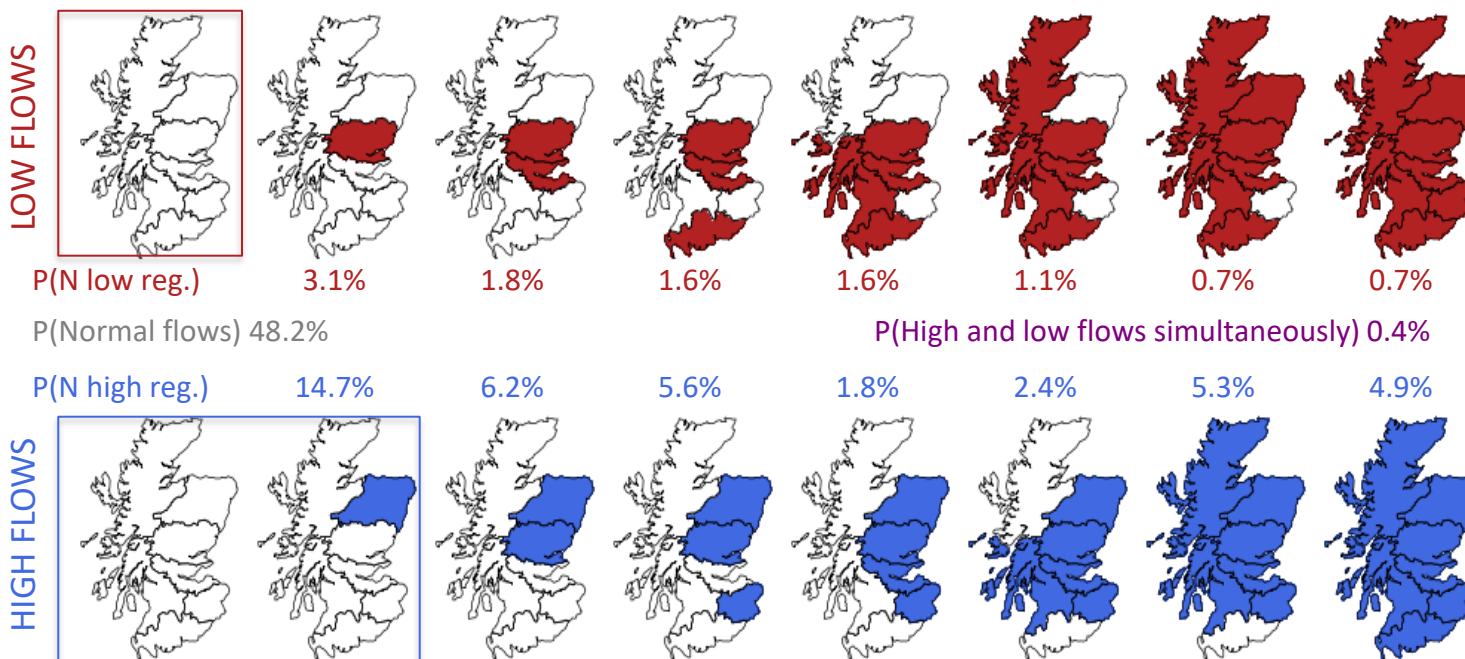 LOW FLOWS
P(N low reg.) 3.1% 1.8% 1.6% 1.6% 1.1% 0.7% 0.7%
P(Normal flows) 48.2% P(High and low flows simultaneously) 0.4%
P(N high reg.) 14.7% 6.2% 5.6% 1.8% 2.4% 5.3% 4.9%
HIGH FLOWS